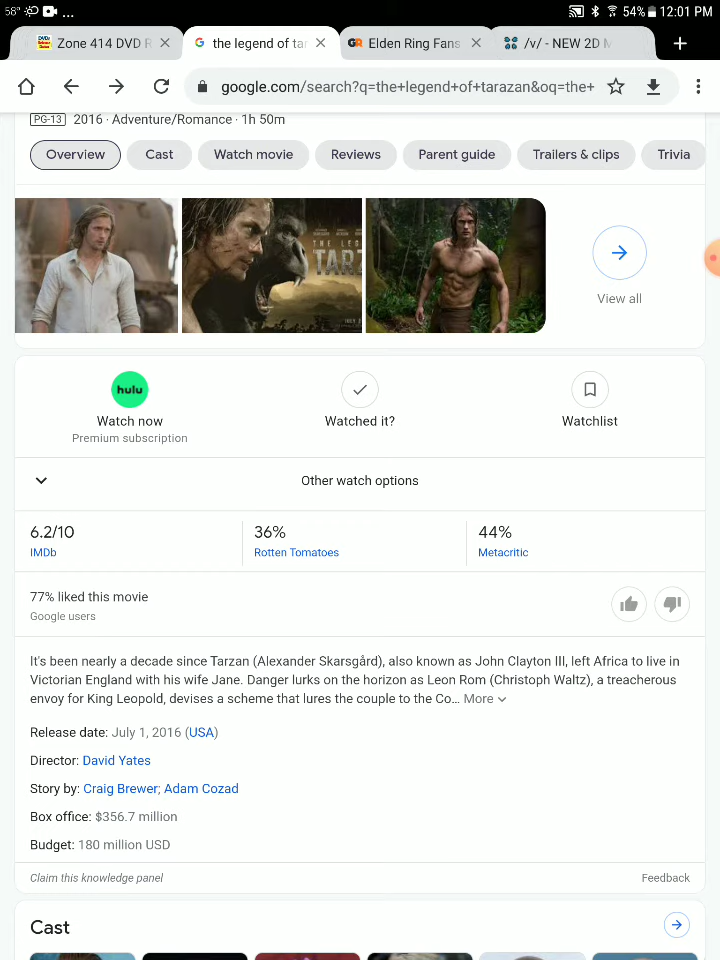 58°
...
54%
12:01 PM
DVDs Release Dates
Zone 414 DVD R
the legend of ta
GR
Elden Ring Fans
/v/ - NEW 2D M
google.com/search?q=the+legend+of+tarazan&oq=the+
PG-13 2016 · Adventure/Romance · 1h 50m
Overview
Cast
Watch movie
Reviews
Parent guide
Trailers & clips
Trivia
THE LEG
TARZ
View all
hulu
Watch now
Premium subscription
Watched it?
Watchlist
Other watch options
6.2/10
IMDb
36%
Rotten Tomatoes
44%
Metacritic
77% liked this movie
Google users
It's been nearly a decade since Tarzan (Alexander Skarsgård), also known as John Clayton III, left Africa to live in
Victorian England with his wife Jane. Danger lurks on the horizon as Leon Rom (Christoph Waltz), a treacherous
envoy for King Leopold, devises a scheme that lures the couple to the Co... More
Release date: July 1, 2016 (USA)
Director: David Yates
Story by: Craig Brewer; Adam Cozad
Box office: $356.7 million
Budget: 180 million USD
Claim this knowledge panel
Feedback
Cast